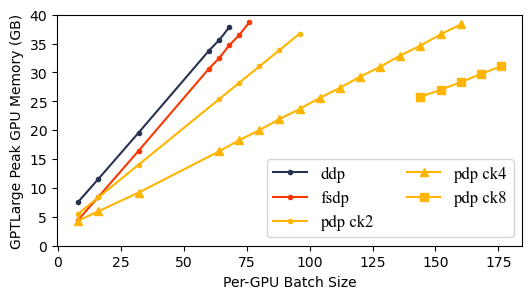 GPTLarge Peak GPU Memory (GB)
40
35
30
25
20
15
10
5
0
0 25 50 75 100 125 150 175
Per-GPU Batch Size
ddp
fsdp
pdp ck2
pdp ck4
pdp ck8